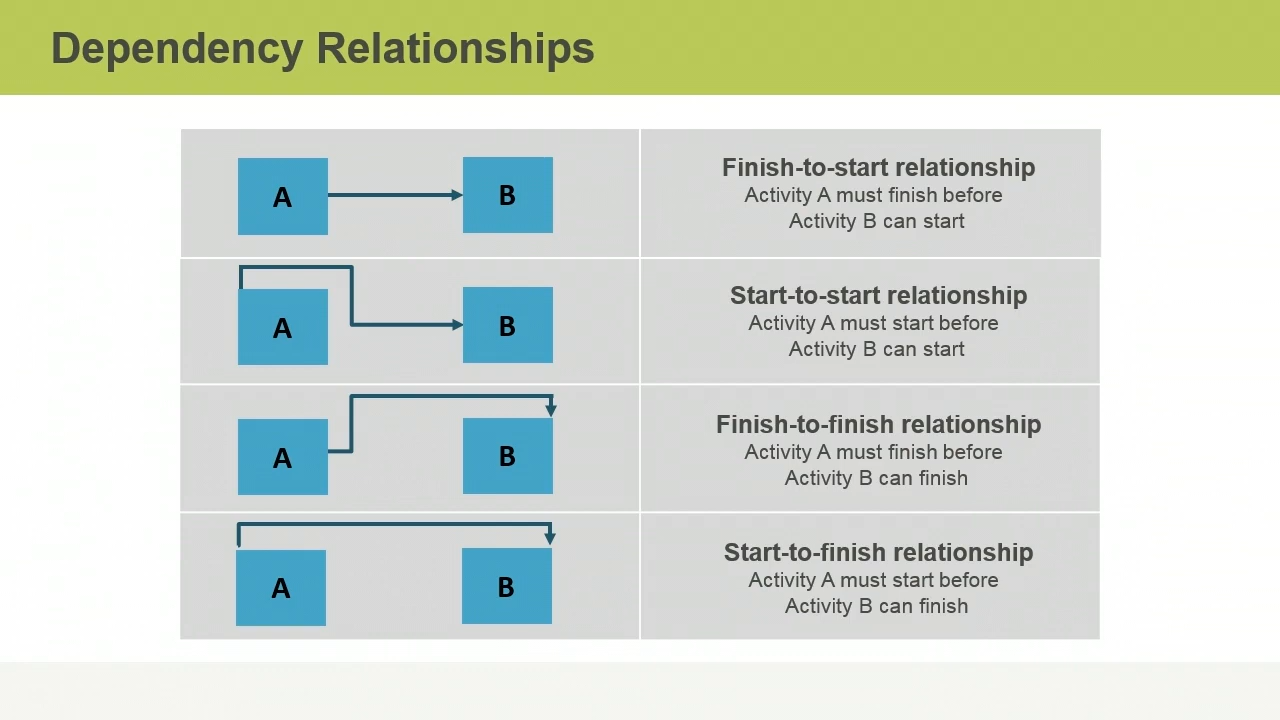 Dependency Relationships
A
B
Finish-to-start relationship
Activity A must finish before
Activity B can start
A
B
Start-to-start relationship
Activity A must start before
Activity B can start
A
B
Finish-to-finish relationship
Activity A must finish before
Activity B can finish
A
B
Start-to-finish relationship
Activity A must start before
Activity B can finish